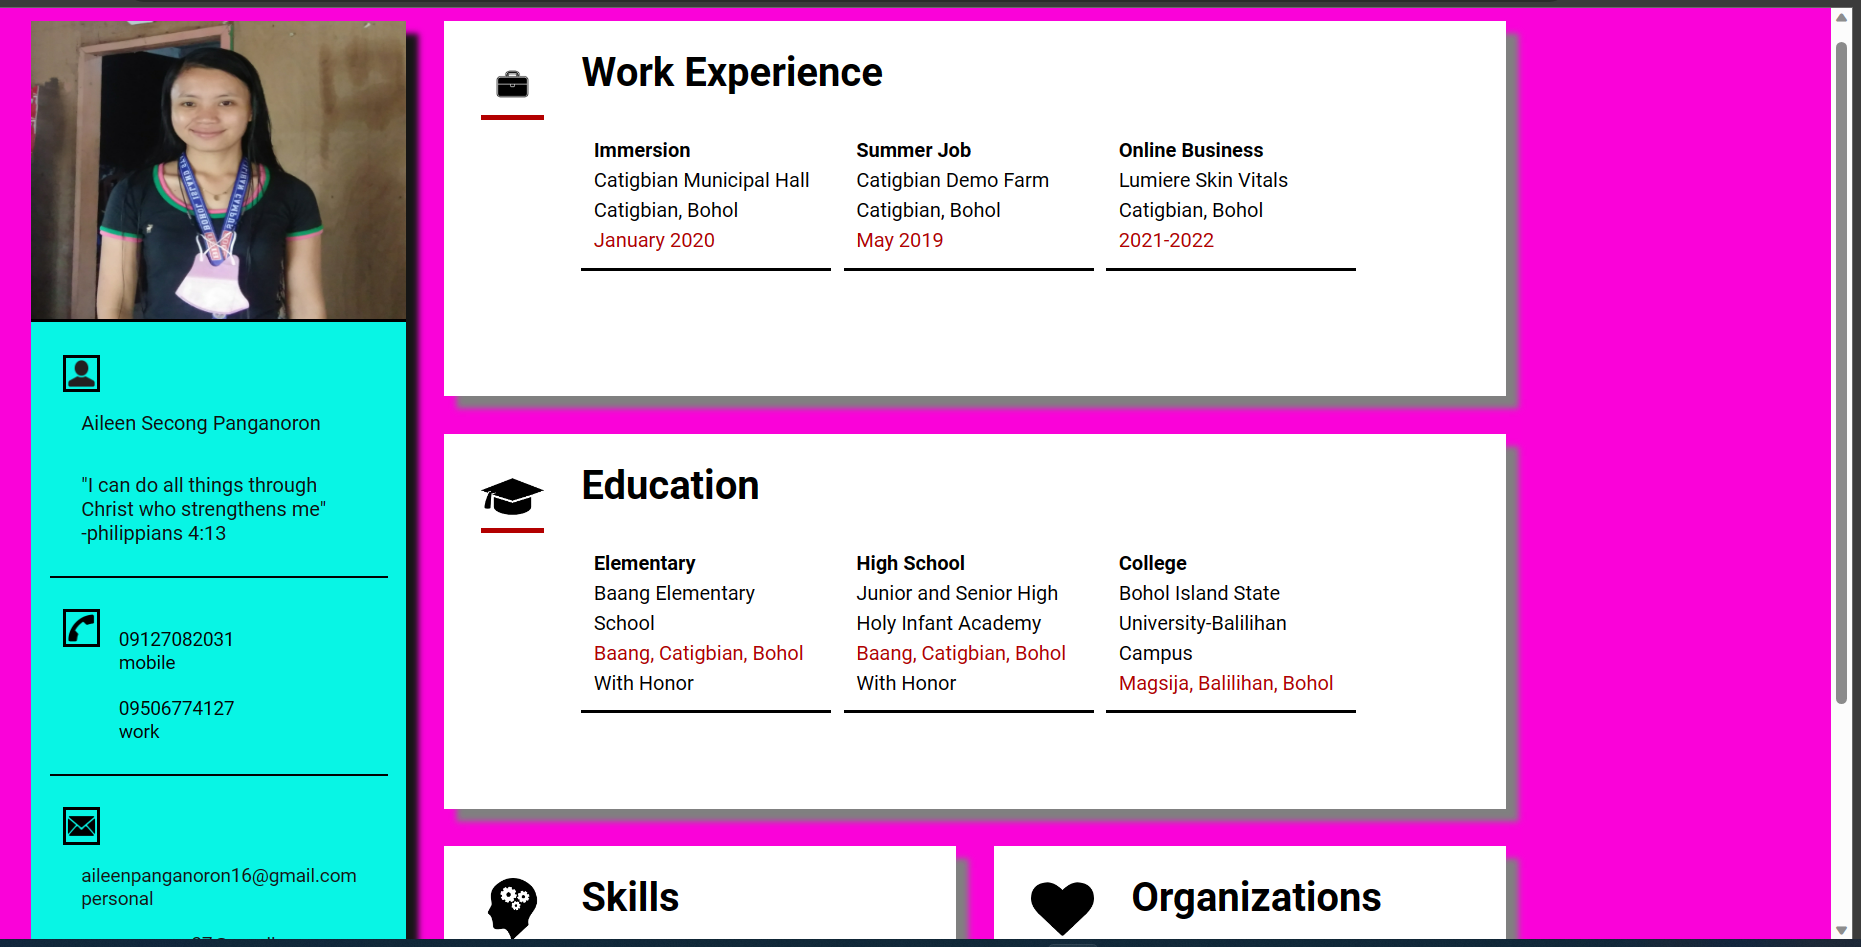 Aileen Secong Panganoron
"I can do all things through
Christ who strengthens me"
-philippians 4:13
09127082031
mobile
09506774127
work
aileenpanganoron16@gmail.com
personal
Work Experience
Immersion
Catigbian Municipal Hall
Catigbian, Bohol
January 2020
Summer Job
Catigbian Demo Farm
Catigbian, Bohol
May 2019
Online Business
Lumiere Skin Vitals
Catigbian, Bohol
2021-2022
Education
Elementary
Baang Elementary
School
Baang, Catigbian, Bohol
With Honor
High School
Junior and Senior High
Holy Infant Academy
Baang, Catigbian, Bohol
With Honor
College
Bohol Island State
University-Balilihan
Campus
Magsija, Balilihan, Bohol
Skills
Organizations